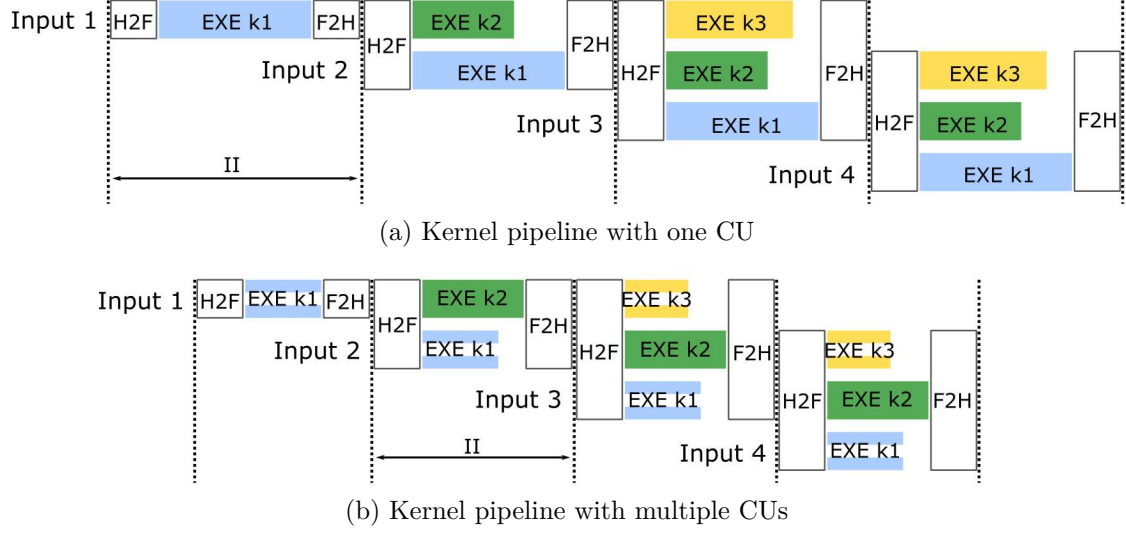 Input 1
H2F
EXE k1
F2H
Input 2
H2F
EXE k2
EXE k1
F2H
Input 3
H2F
EXE k3
EXE k2
EXE k1
F2H
Input 4
H2F
EXE k3
EXE k2
EXE k1
F2H
II
(a) Kernel pipeline with one CU
Input 1
H2F
EXE k1
F2H
Input 2
H2F
EXE k2
EXE k1
F2H
Input 3
H2F
EXE k3
EXE k2
EXE k1
F2H
Input 4
H2F
EXE k3
EXE k2
EXE k1
F2H
II
(b) Kernel pipeline with multiple CUs